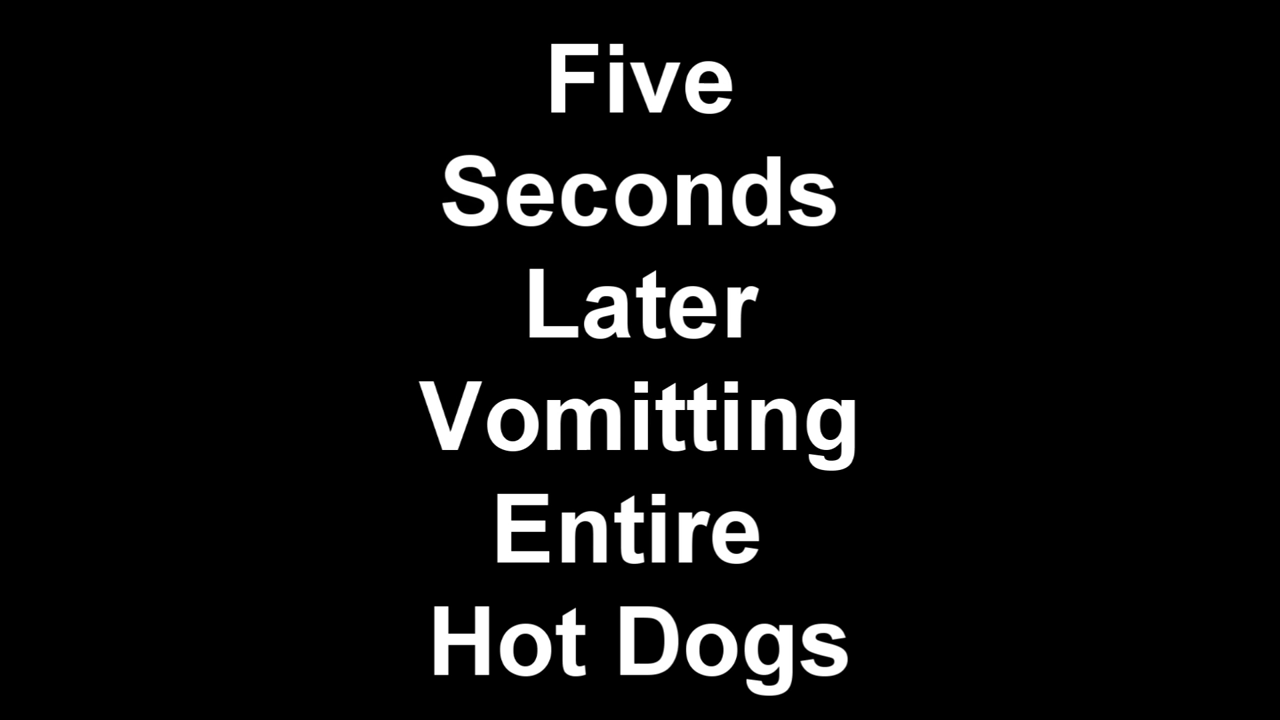 Five
Seconds
Later
Vomitting
Entire
Hot Dogs